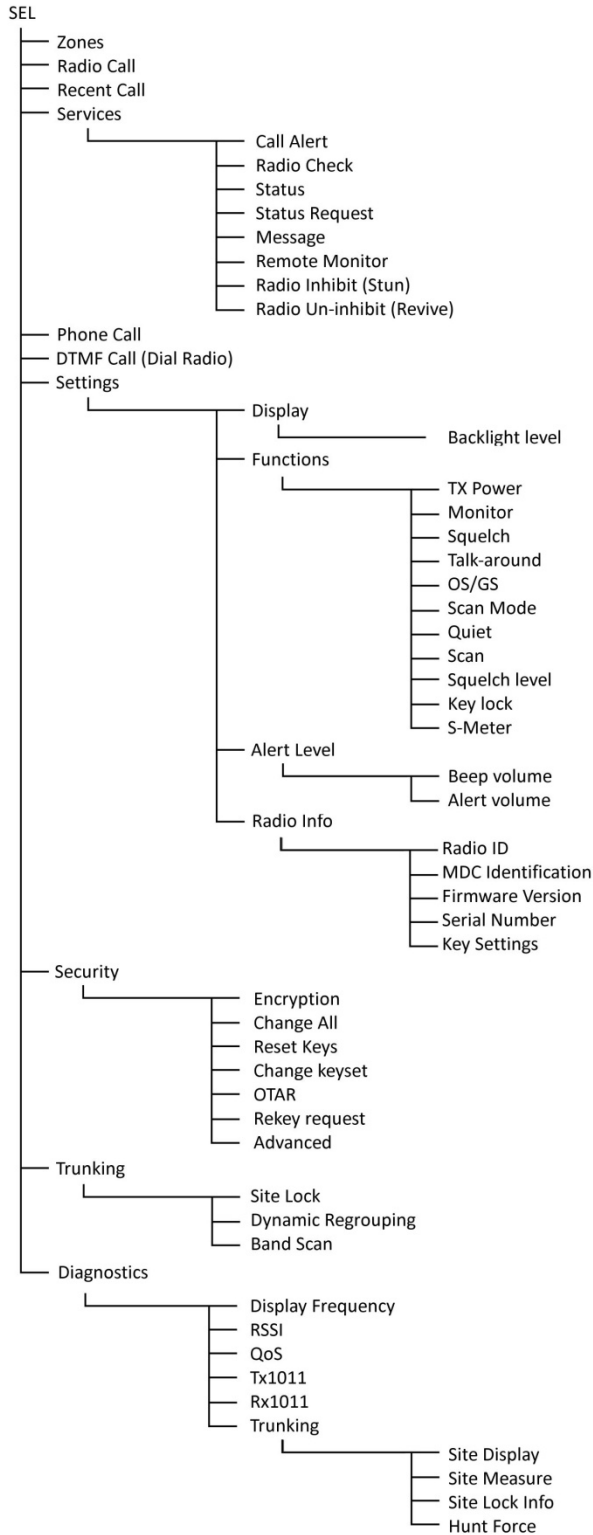 SEL
Zones
Radio Call
Recent Call
Services
Call Alert
Radio Check
Status
Status Request
Message
Remote Monitor
Radio Inhibit (Stun)
Radio Un-inhibit (Revive)
Phone Call
DTMF Call (Dial Radio)
Settings
Display
Backlight level
Functions
TX Power
Monitor
Squelch
Talk-around
OS/GS
Scan Mode
Quiet
Scan
Squelch level
Key lock
S-Meter
Alert Level
Beep volume
Alert volume
Radio Info
Radio ID
MDC Identification
Firmware Version
Serial Number
Key Settings
Security
Encryption
Change All
Reset Keys
Change keyset
OTAR
Rekey request
Advanced
Trunking
Site Lock
Dynamic Regrouping
Band Scan
Diagnostics
Display Frequency
RSSI
QoS
Tx1011
Rx1011
Trunking
Site Display
Site Measure
Site Lock Info
Hunt Force